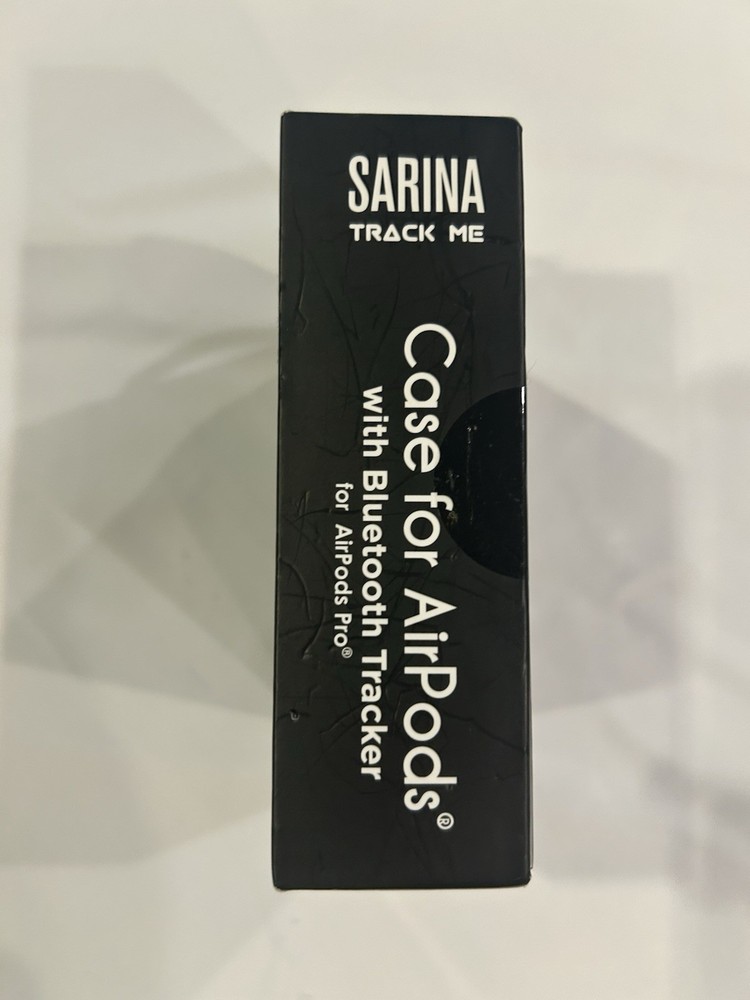 SARINA
TRACK ME
Case for AirPods®
with Bluetooth Tracker
for AirPods Pro®